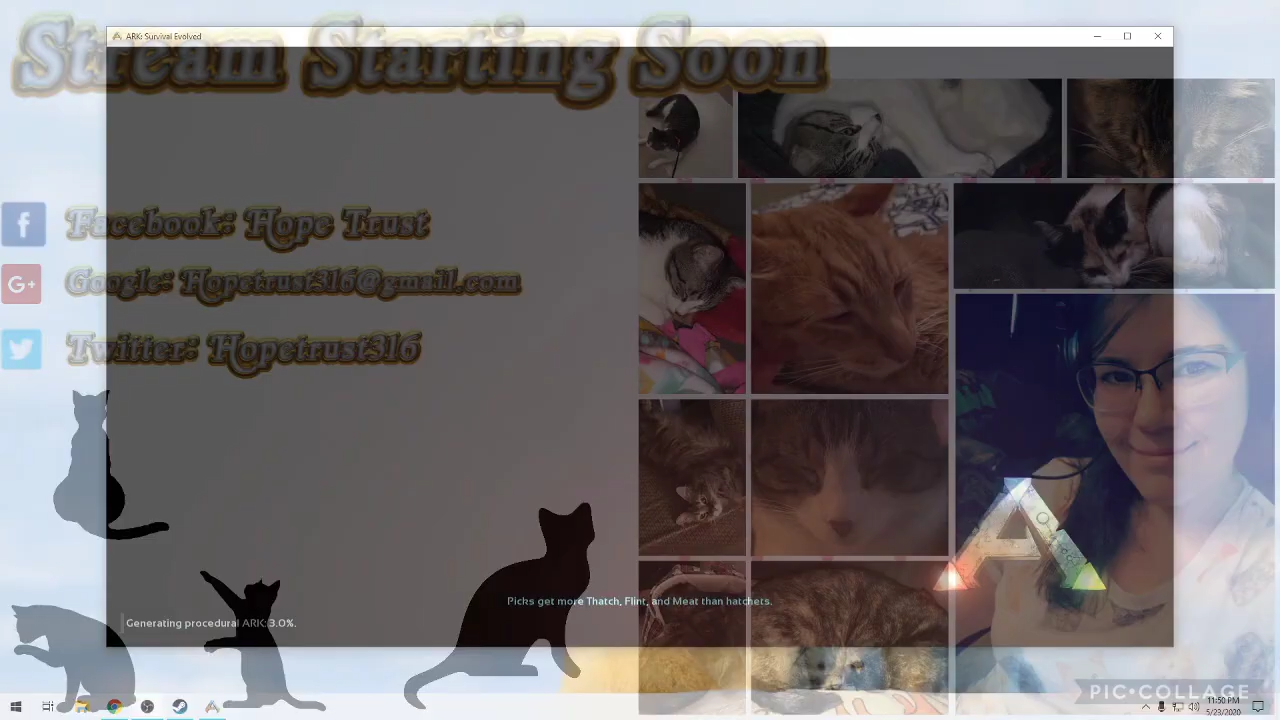 Stream Starting Soon
ARK: Survival Evolved
Facebook: Hope Trust
G+
Google: Hopetrust316@gmail.com
Twitter: Hopetrust316
Picks get more Thatch, Flint, and Meat than hatchets.
Generating procedural ARK:3.0%.
PIC•COLLAGE
11:50 PM
5/23/2020